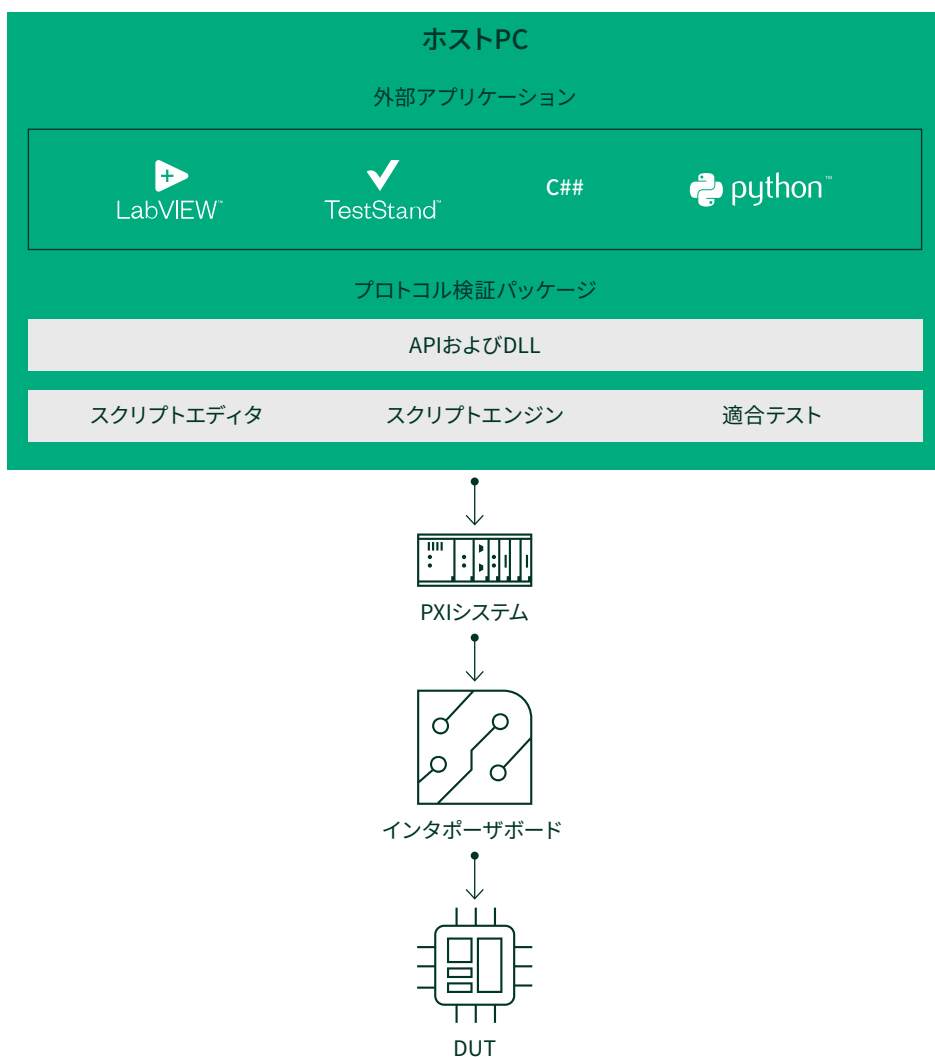 ホストPC
外部アプリケーション
LabVIEW™ TestStand™ C## python™
プロトコル検証パッケージ
APIおよびDLL
スクリプトエディタ スクリプトエンジン 適合テスト
PXIシステム
インタポーザボード
DUT